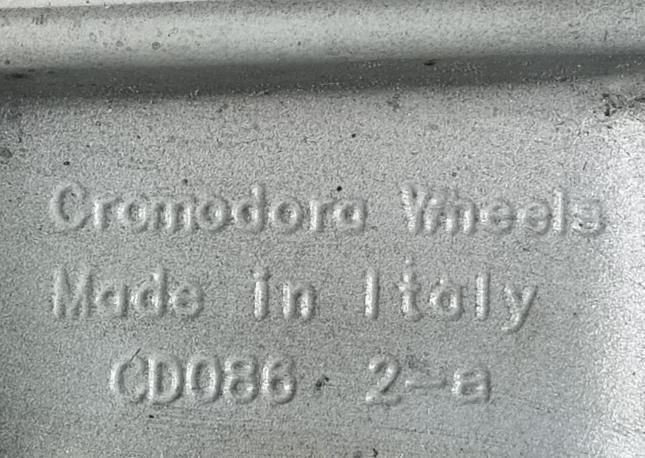 Cromodora Wheels
Made in Italy
CD086 2-a